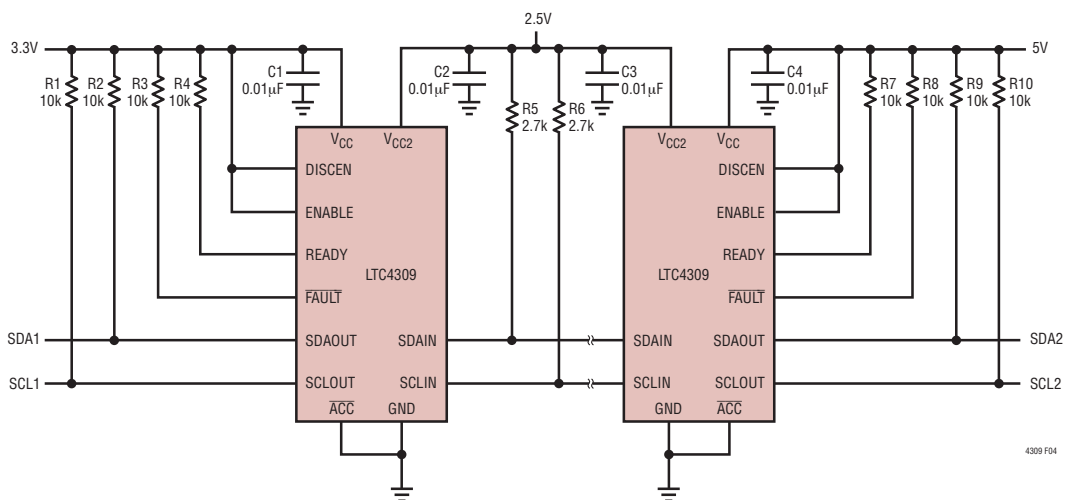 2.5V
3.3V
5V
R1
10k
R2
10k
R3
10k
R4
10k
C1
0.01µF
C2
0.01µF
R5
2.7k
R6
2.7k
C3
0.01µF
C4
0.01µF
R7
10k
R8
10k
R9
10k
R10
10k
VCC
VCC2
DISCEN
ENABLE
READY
LTC4309
FAULT
SDAOUT
SDAIN
SCLOUT
SCLIN
ACC
GND
VCC2
VCC
DISCEN
ENABLE
READY
LTC4309
FAULT
SDAIN
SDAOUT
SCLIN
SCLOUT
GND
ACC
SDA1
SCL1
SDA2
SCL2
4309 F04